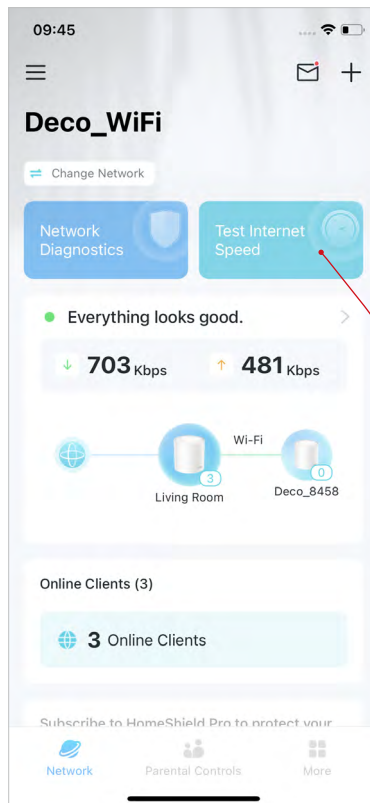 09:45
Deco_WiFi
Change Network
Network
Diagnostics
Test Internet
Speed
Everything looks good.
703 Kbps
481 Kbps
Wi-Fi
3
0
Living Room
Deco_8458
Online Clients (3)
3 Online Clients
Subscribe to HomeShield Pro to protect your
Network
Parental Controls
More